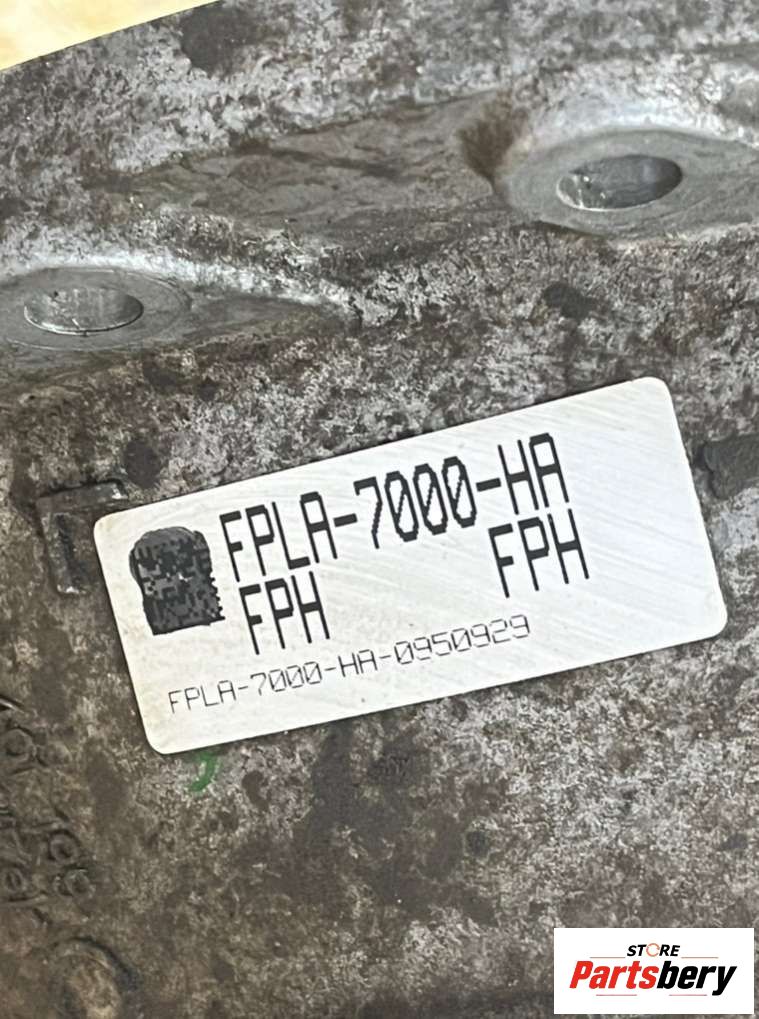 FPLA-7000-HA
FPH FPH
FPLA-7000-HA-0950929
STORE
Partsbery